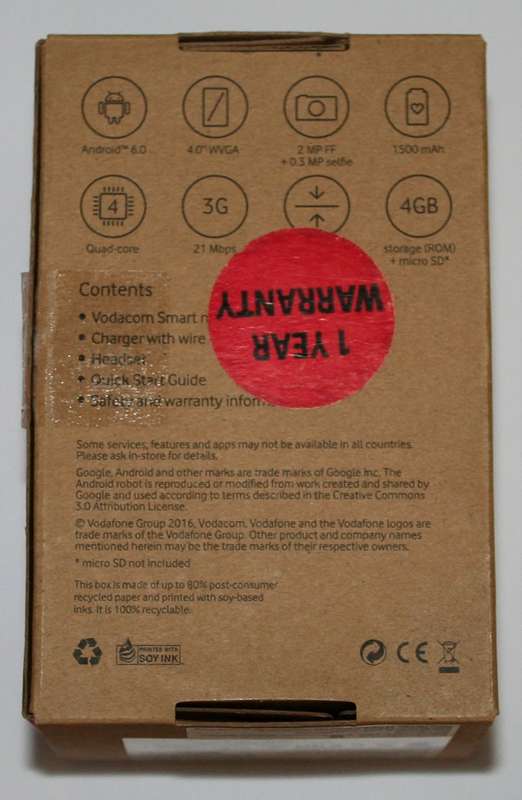 Android™ 6.0
4.0" WVGA
2 MP FF
+ 0.3 MP selfie
1500 mAh
4
3G
4GB
Quad-core
21 Mbps
storage (ROM)
+ micro SD*
1 YEAR
WARRANTY
Contents
• Vodacom Smart
• Charger with wire
• Headset
• Quick Start Guide
• Safety and warranty
Some services, features and apps may not be available in all countries.
Please ask in-store for details.
Google, Android and other marks are trade marks of Google Inc. The
Android robot is reproduced or modified from work created and shared by
Google and used according to terms described in the Creative Commons
3.0 Attribution License.
© Vodafone Group 2016, Vodacom, Vodafone and the Vodafone logos are
trade marks of the Vodafone Group. Other product and company names
mentioned herein may be the trade marks of their respective owners.
* micro SD not included
This box is made of up to 80% post-consumer
recycled paper and printed with soy-based
inks. It is 100% recyclable.
PRINTED WITH
SOY INK
CE